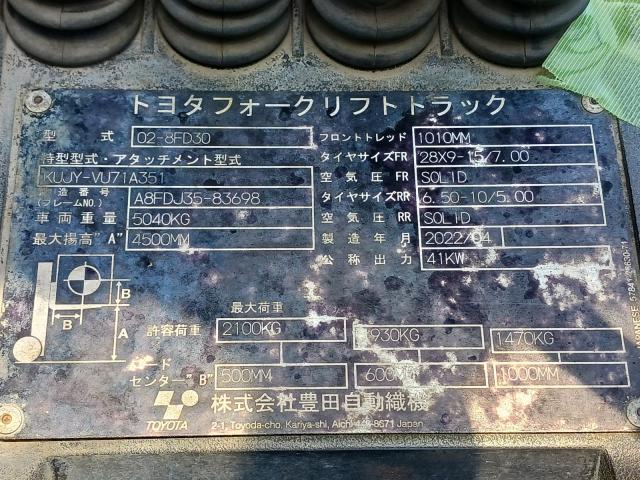 トヨタフォークリフトトラック
型 式 02-8FD30 フロントトレッド 1010MM
特型型式・アタッチメント型式 タイヤサイズFR 28X9-15/7.00
KUJY-VU71A351 空気圧FR SOLID
製造番号 (フレームNO.) A8FDJ35-83698 タイヤサイズRR 6.50-10/5.00
車両重量 5040KG 空気圧RR SOLID
最大揚高"A" 4500MM 製造年月 2022/04
公称出力 41KW
B
B
A
最大荷重
許容荷重 2100KG 1930KG 1470KG
ロード
センター"B" 500MM 600MM 1000MM
TOYOTA 株式会社豊田自動織機
2-1, Toyoda-cho, Kariya-shi, Aichi 448-8671 Japan